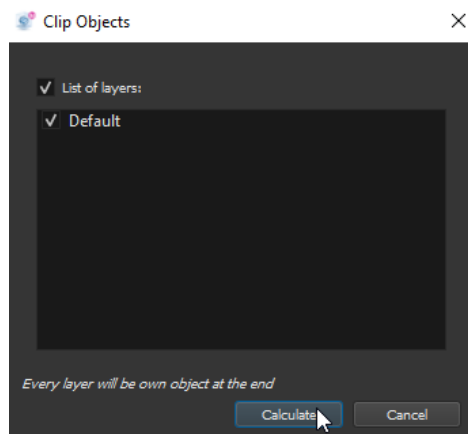 Clip Objects
List of layers:
Default
Every layer will be own object at the end
Calculate
Cancel